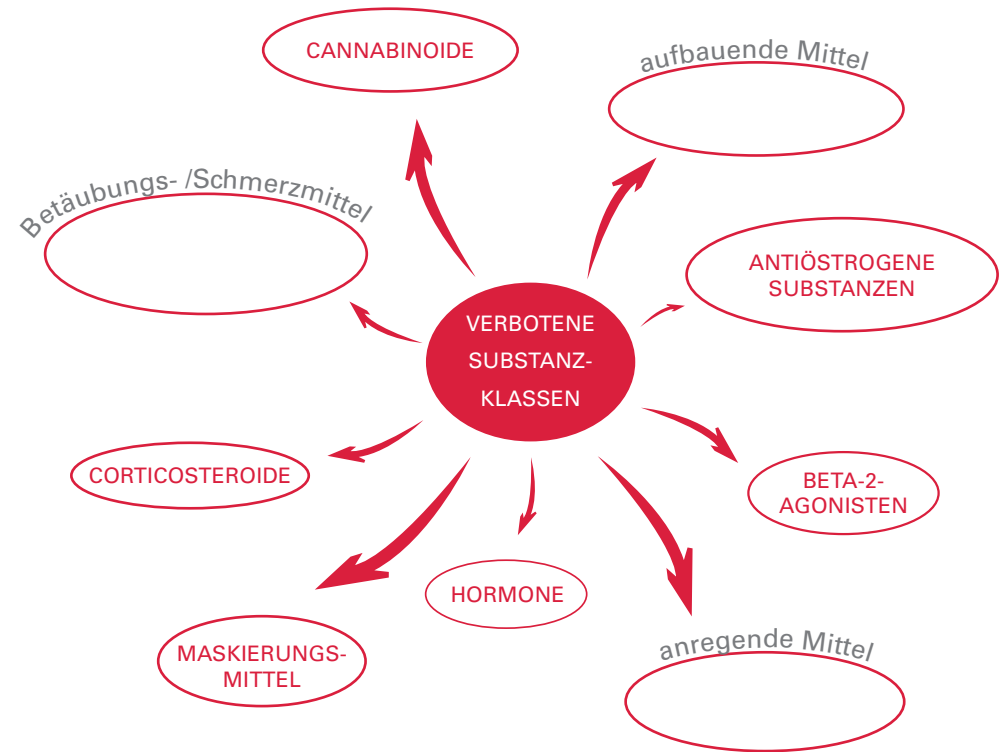 CANNABINOIDE
aufbauende Mittel
Betäubungs- /Schmerzmittel
ANTIÖSTROGENE
SUBSTANZEN
VERBOTENE
SUBSTANZ-
KLASSEN
CORTICOSTEROIDE
BETA-2-
AGONISTEN
HORMONE
MASKIERUNGS-
MITTEL
anregende Mittel